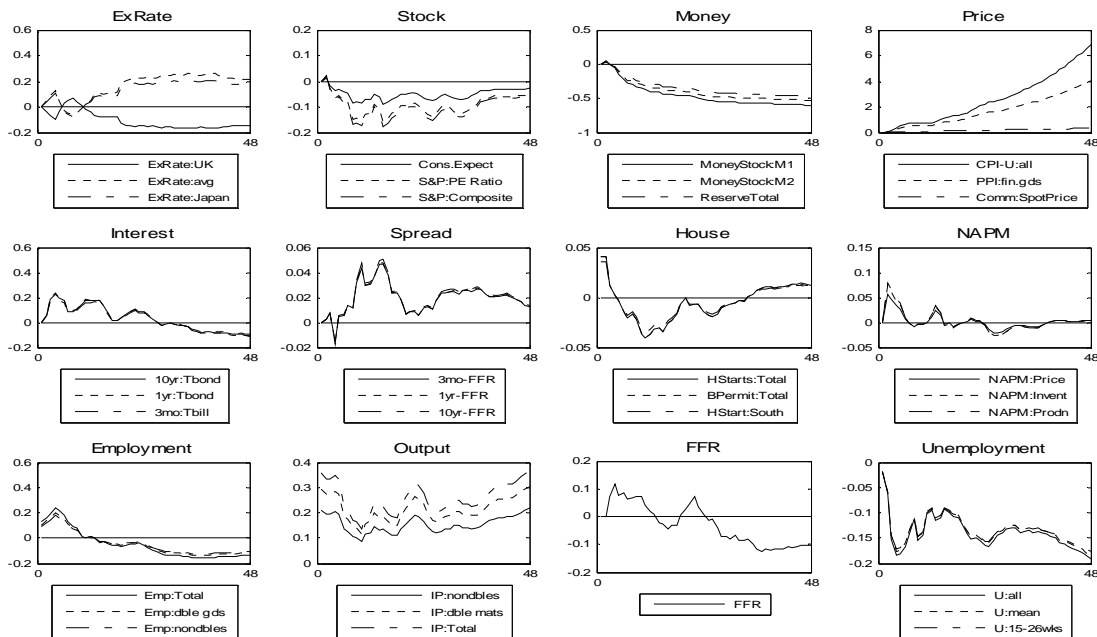 ExRate
Stock
Money
Price
0.6
0.4
0.2
0
-0.2
0
48
0.2
0.1
0
-0.1
-0.2
0
48
0.5
0
-0.5
-1
0
48
8
6
4
2
0
0
48
ExRate:UK
ExRate:avg
ExRate:Japan
Cons.Expect
S&P:PE Ratio
S&P:Composite
MoneyStock:M1
MoneyStock:M2
ReserveTotal
CPI-U:all
PPI:fin.gds
Comm:SpotPrice
Interest
Spread
House
NAPM
0.6
0.4
0.2
0
-0.2
0
48
0.06
0.04
0.02
0
-0.02
0
48
0.05
0
-0.05
0
48
0.15
0.1
0.05
0
-0.05
0
48
10yr:Tbond
1yr:Tbond
3mo:Tbill
3mo-FFR
1yr-FFR
10yr-FFR
HStarts:Total
BPermit:Total
HStart:South
NAPM:Price
NAPM:Invent
NAPM:Prodn
Employment
Output
FFR
Unemployment
0.6
0.4
0.2
0
-0.2
0
48
0.4
0.3
0.2
0.1
0
0
48
0.2
0.1
0
-0.1
-0.2
0
48
0
-0.05
-0.1
-0.15
-0.2
0
48
Emp:Total
Emp:dble gds
Emp:nondbles
IP:nondbles
IP:dble mats
IP:Total
FFR
U:all
U:mean
U:15-26wks